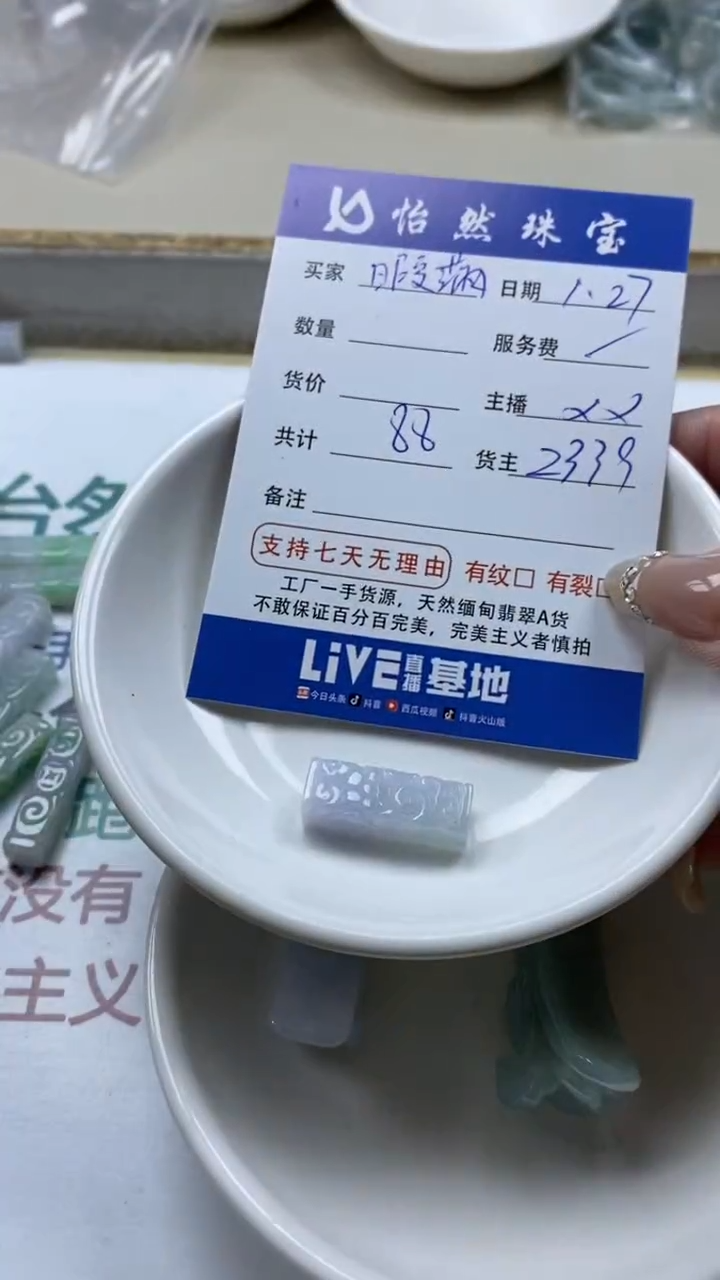 怡然珠宝
买家 日期 1.27
数量 服务费 /
货价 主播 xx
共计 88 货主 2339
备注
支持七天无理由 有纹□ 有裂□
工厂一手货源，天然缅甸翡翠A货
不敢保证百分百完美，完美主义者慎拍
LIVE直播基地
今日头条 抖音 西瓜视频 抖音火山版
没有
主义